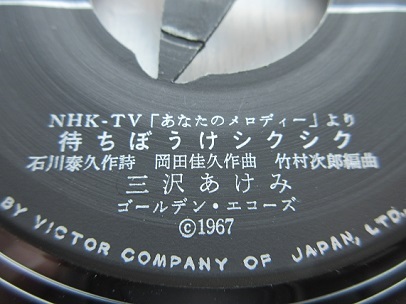 NHK-TV「あなたのメロディー」より
待ちぼうけシクシク
石川泰久作詩 岡田佳久作曲 竹村次郎編曲
三沢あけみ
ゴールデン・エコーズ
©1967
BY VICTOR COMPANY OF JAPAN, LTD.